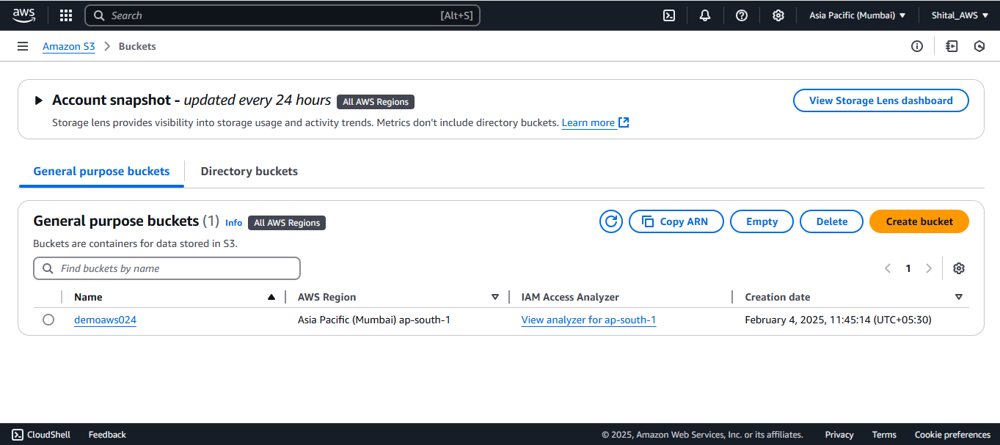 aws Search [Alt+S] Asia Pacific (Mumbai) Shital_AWS
Amazon S3 Buckets
Account snapshot - updated every 24 hours All AWS Regions View Storage Lens dashboard
Storage lens provides visibility into storage usage and activity trends. Metrics don't include directory buckets. Learn more
General purpose buckets Directory buckets
General purpose buckets (1) Info All AWS Regions Copy ARN Empty Delete Create bucket
Buckets are containers for data stored in S3.
Find buckets by name 1
Name AWS Region IAM Access Analyzer Creation date
demoaws024 Asia Pacific (Mumbai) ap-south-1 View analyzer for ap-south-1 February 4, 2025, 11:45:14 (UTC+05:30)
CloudShell Feedback © 2025, Amazon Web Services, Inc. or its affiliates. Privacy Terms Cookie preferences